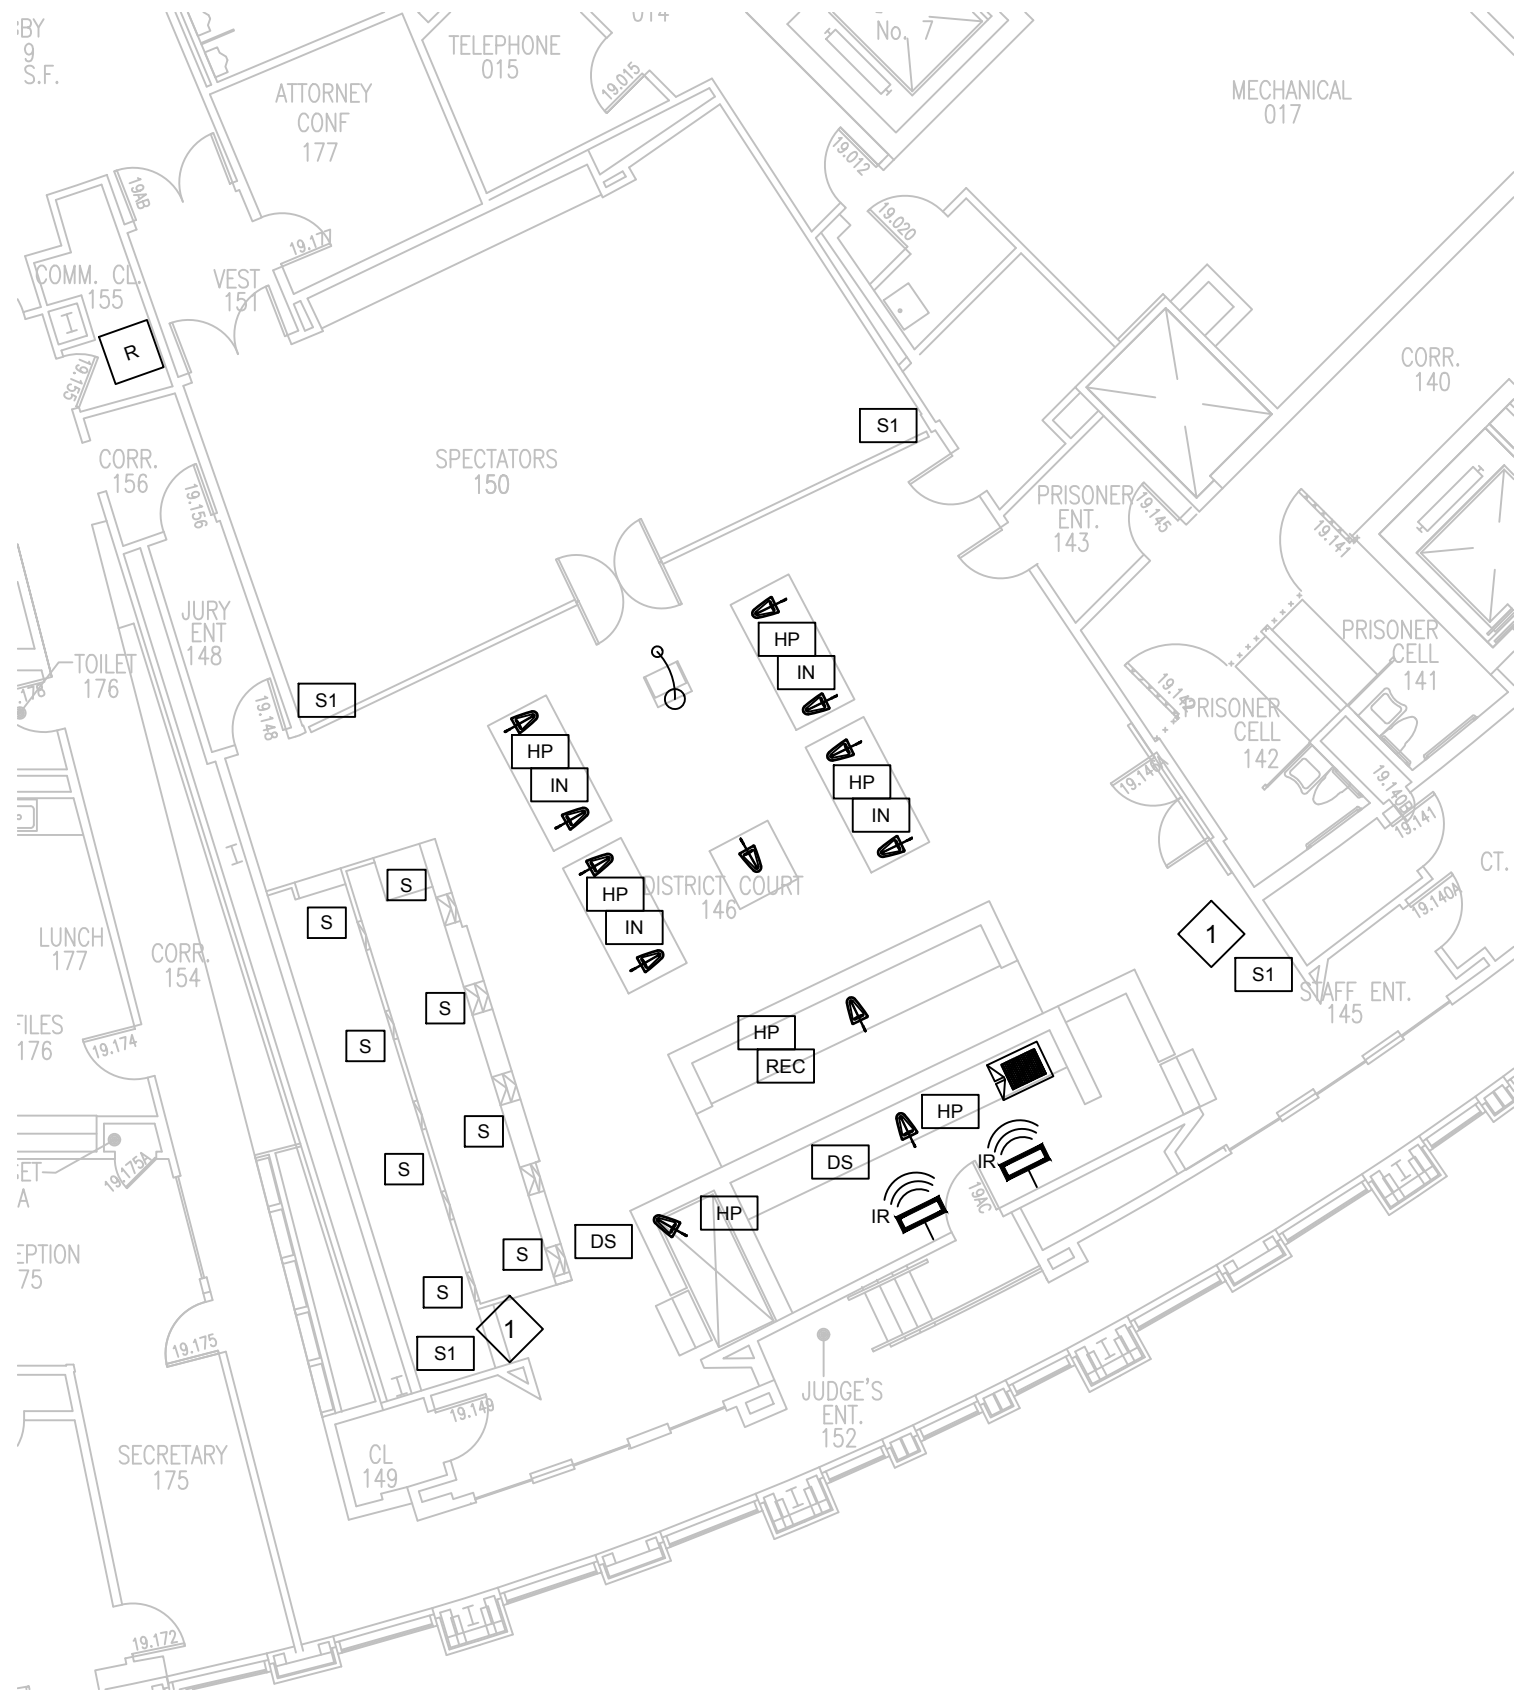 :BY
9
S.F.
014
No. 7
TELEPHONE
015
19.015
ATTORNEY
CONF
177
MECHANICAL
017
19.012
19AB
19.020
19.177
COMM. CL.
155
VEST
151
R
19.155
CORR.
140
S1
CORR.
156
SPECTATORS
150
19.156
PRISONER
ENT.
143
19.145
19.141
JURY
ENT
148
HP
PRISONER
CELL
141
TOILET
176
IN
S1
19.148
19.142
PRISONER
CELL
142
HP
IN
HP
IN
19.146A
19.140B
19.141
S
HP
DISTRICT COURT
146
CT.
19.140A
S
IN
1
LUNCH
177
CORR.
154
S1
STAFF ENT.
145
S
FILES
176
19.174
S
HP
REC
HP
S
DS
IR
S
19.175A
SET
A
19AC
HP
IR
DS
S
EPTION
75
S
1
19.175
S1
JUDGE'S
ENT.
152
19.149
SECRETARY
175
CL
149
19.172